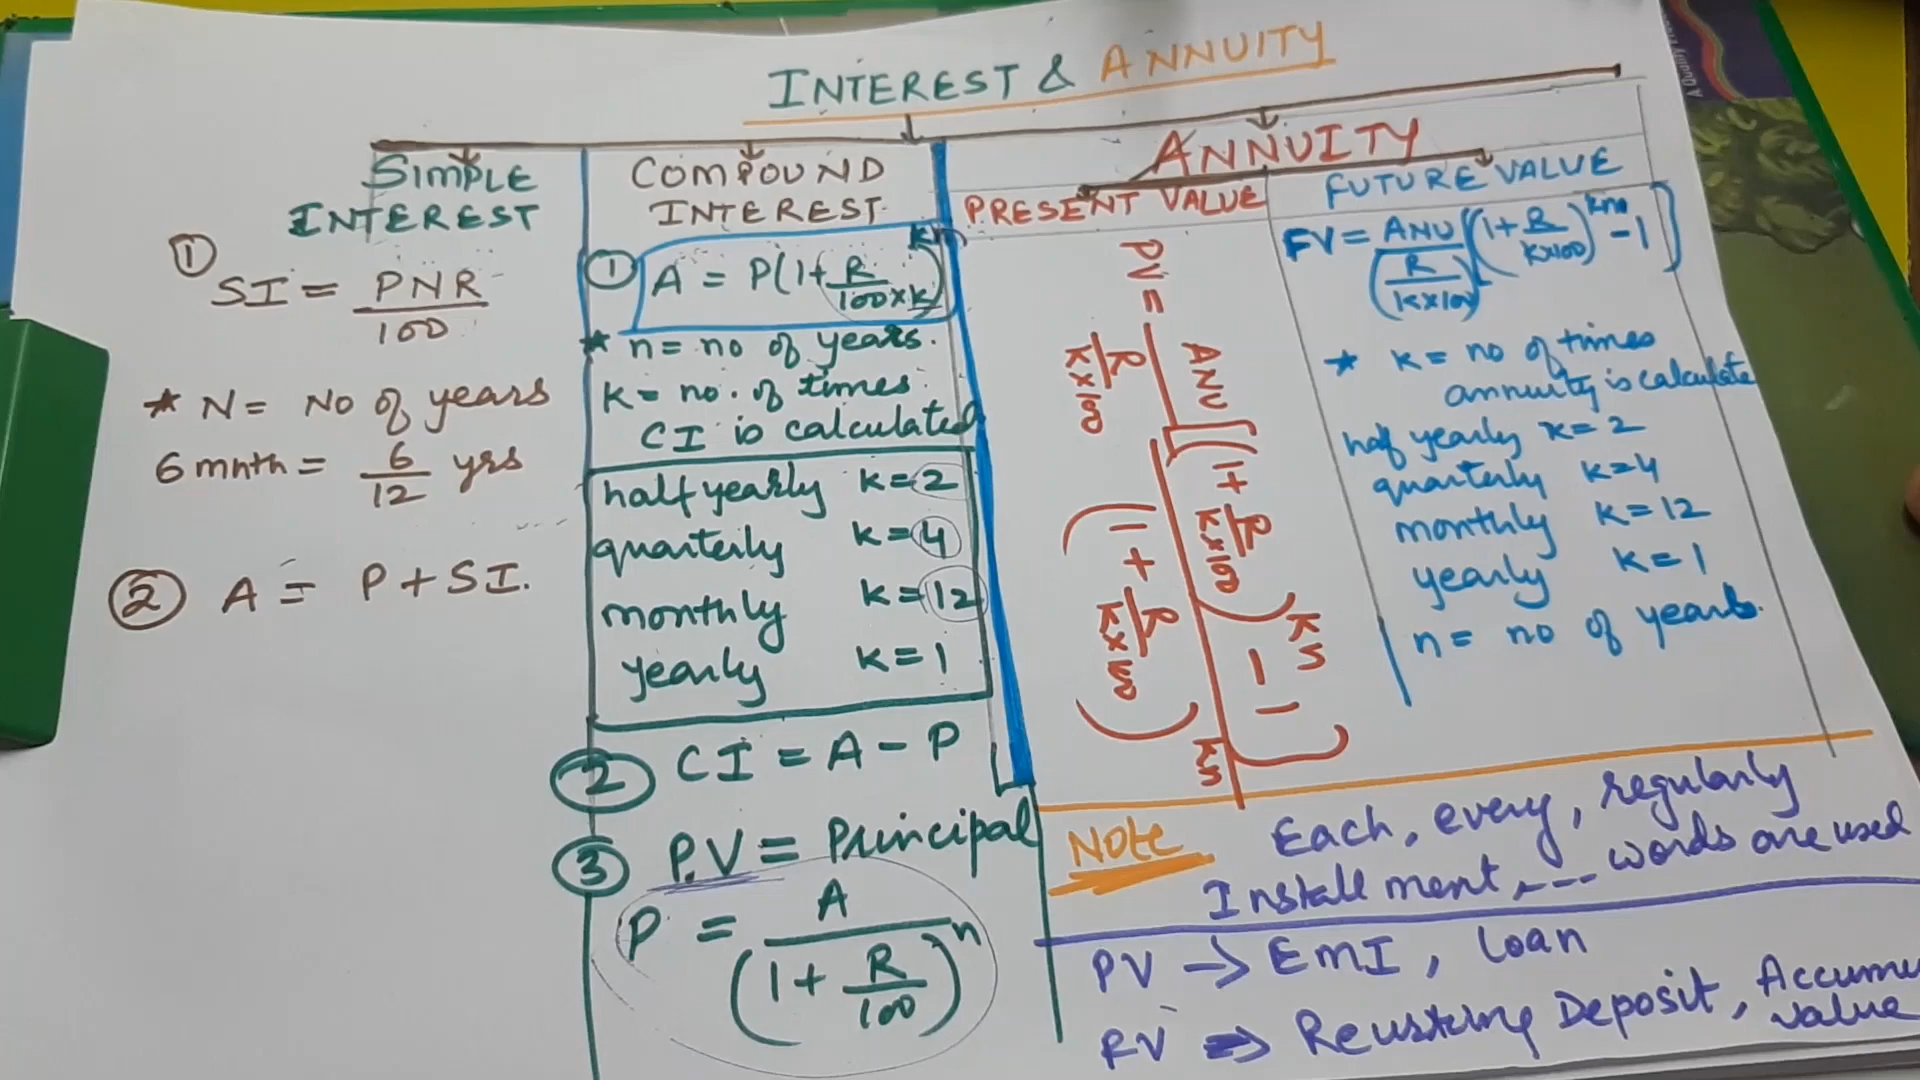 INTEREST & ANNUITY
SIMPLE
INTEREST
① SI = PNR/100
* N = No of years
6 mnth = 6/12 yrs
② A = P + SI.
COMPOUND
INTEREST
① A = P(1+R/100×k)^kn
* n = no of years.
k = no. of times
CI is calculated
half yearly k=2
quarterly k=4
monthly k=12
yearly k=1
② CI = A - P
③ P.V = Principal
P = A/(1+R/100)^n
ANNUITY
PRESENT VALUE
PV = ANU[(1+R/k×100)^kn - 1] / R/k×100 (1+R/k×100)^kn
FUTURE VALUE
FV = ANU/(R/k×100) [(1+R/k×100)^kn - 1]
* k = no of times
annuity is calculate
half yearly k=2
quarterly k=4
monthly k=12
yearly k=1
n = no of years.
Note Each, every, regularly
Installment, --- words are used
PV → EMI, loan
FV ⇒ Deposit,
value
A Quality